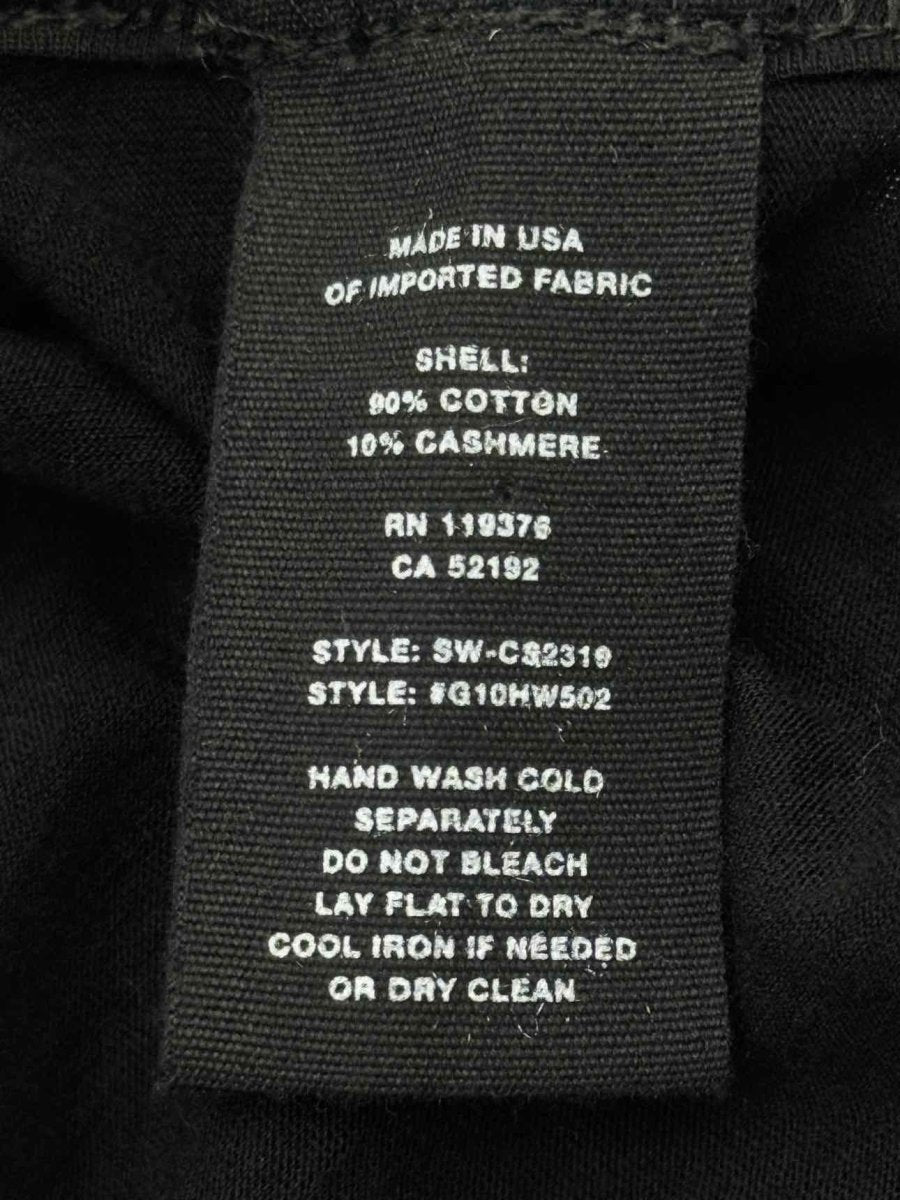 MADE IN USA
OF IMPORTED FABRIC
SHELL:
90% COTTON
10% CASHMERE
RN 119376
CA 52192
STYLE: SW-CS2319
STYLE: #G10HW502
HAND WASH COLD
SEPARATELY
DO NOT BLEACH
LAY FLAT TO DRY
COOL IRON IF NEEDED
OR DRY CLEAN